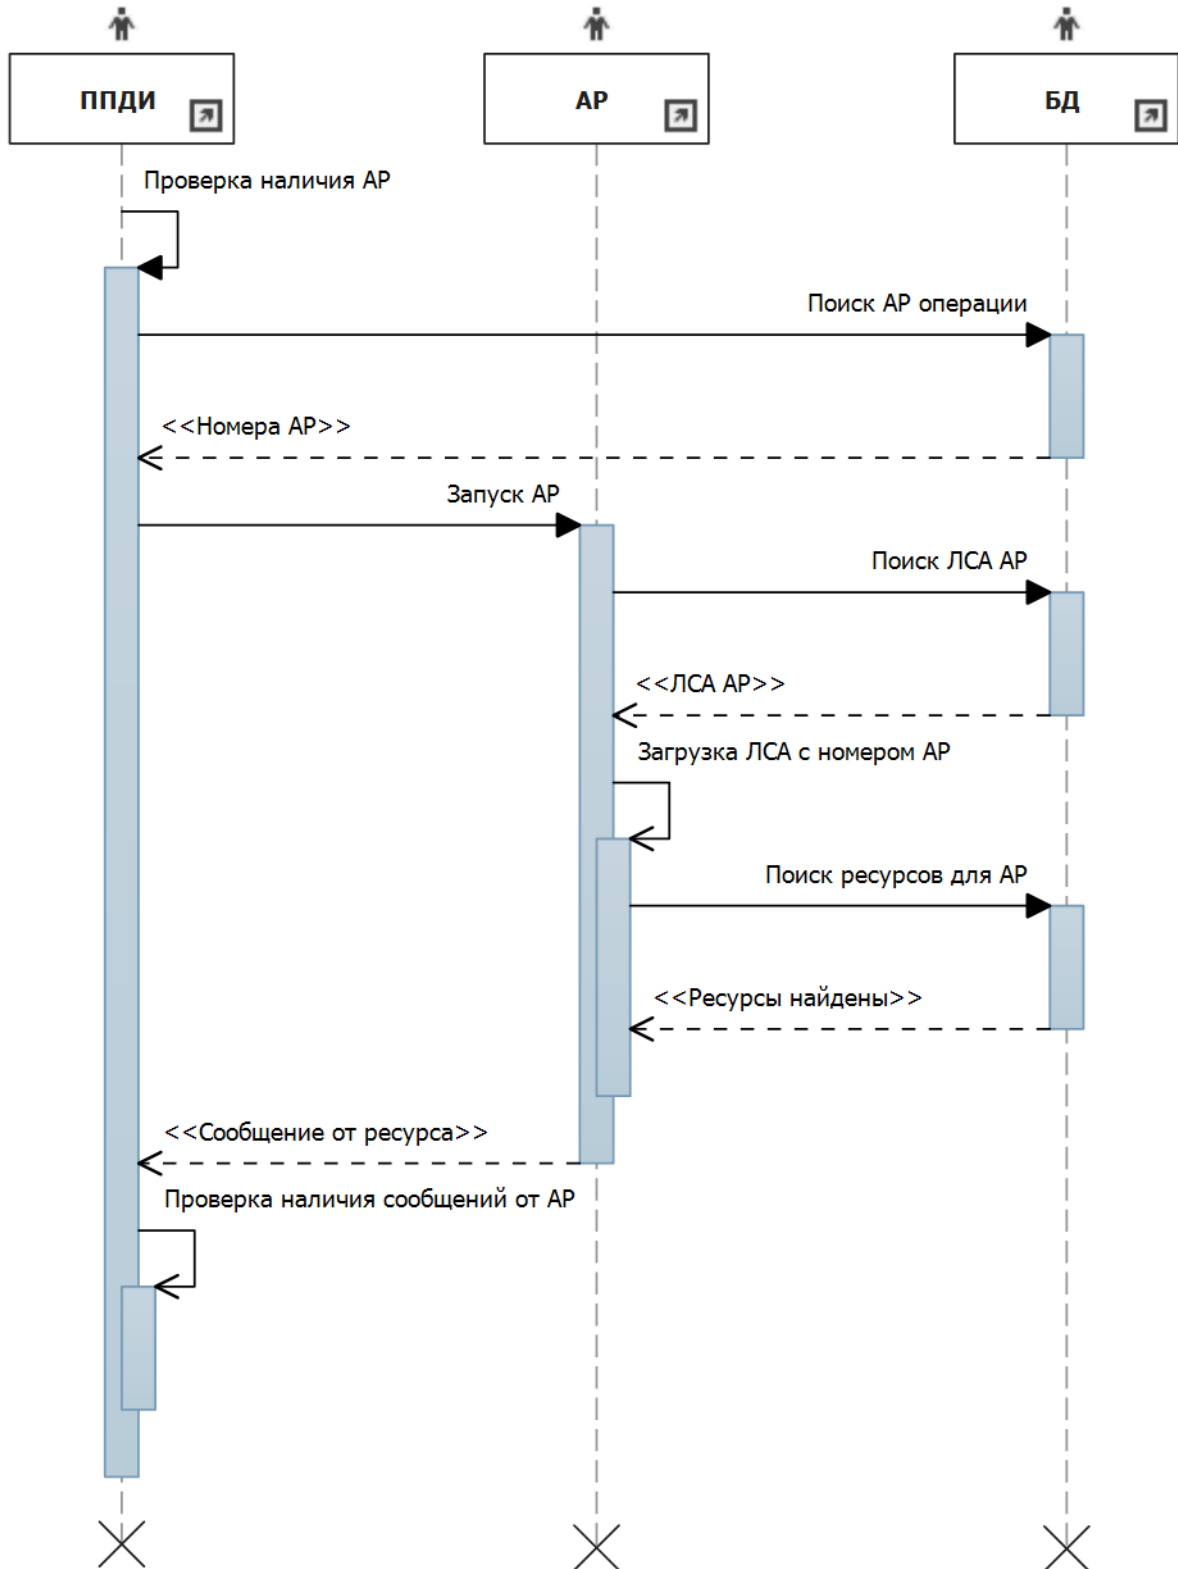 ППДИ
АР
БД
Проверка наличия АР
Поиск АР операции
<<Номера АР>>
Запуск АР
Поиск ЛСА АР
<<ЛСА АР>>
Загрузка ЛСА с номером АР
Поиск ресурсов для АР
<<Ресурсы найдены>>
<<Сообщение от ресурса>>
Проверка наличия сообщений от АР